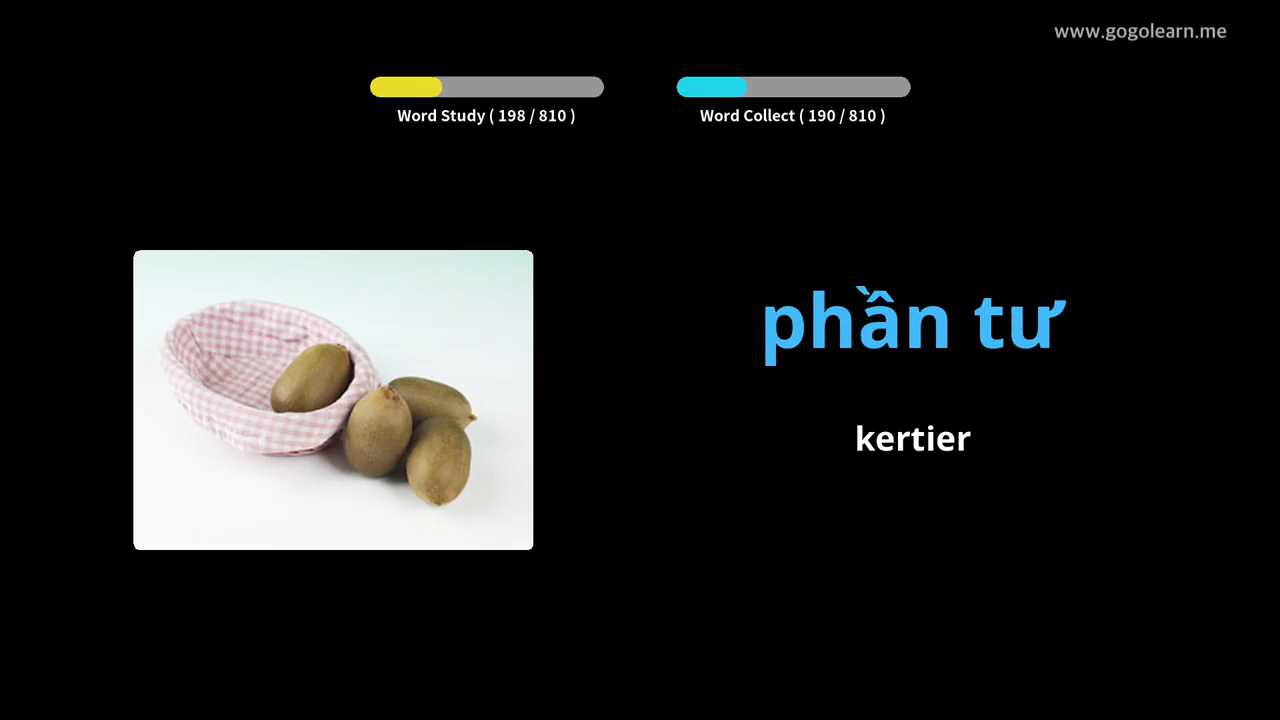 www.gogolearn.me
Word Study ( 198 / 810 )
Word Collect ( 190 / 810 )
phần tư
kertier